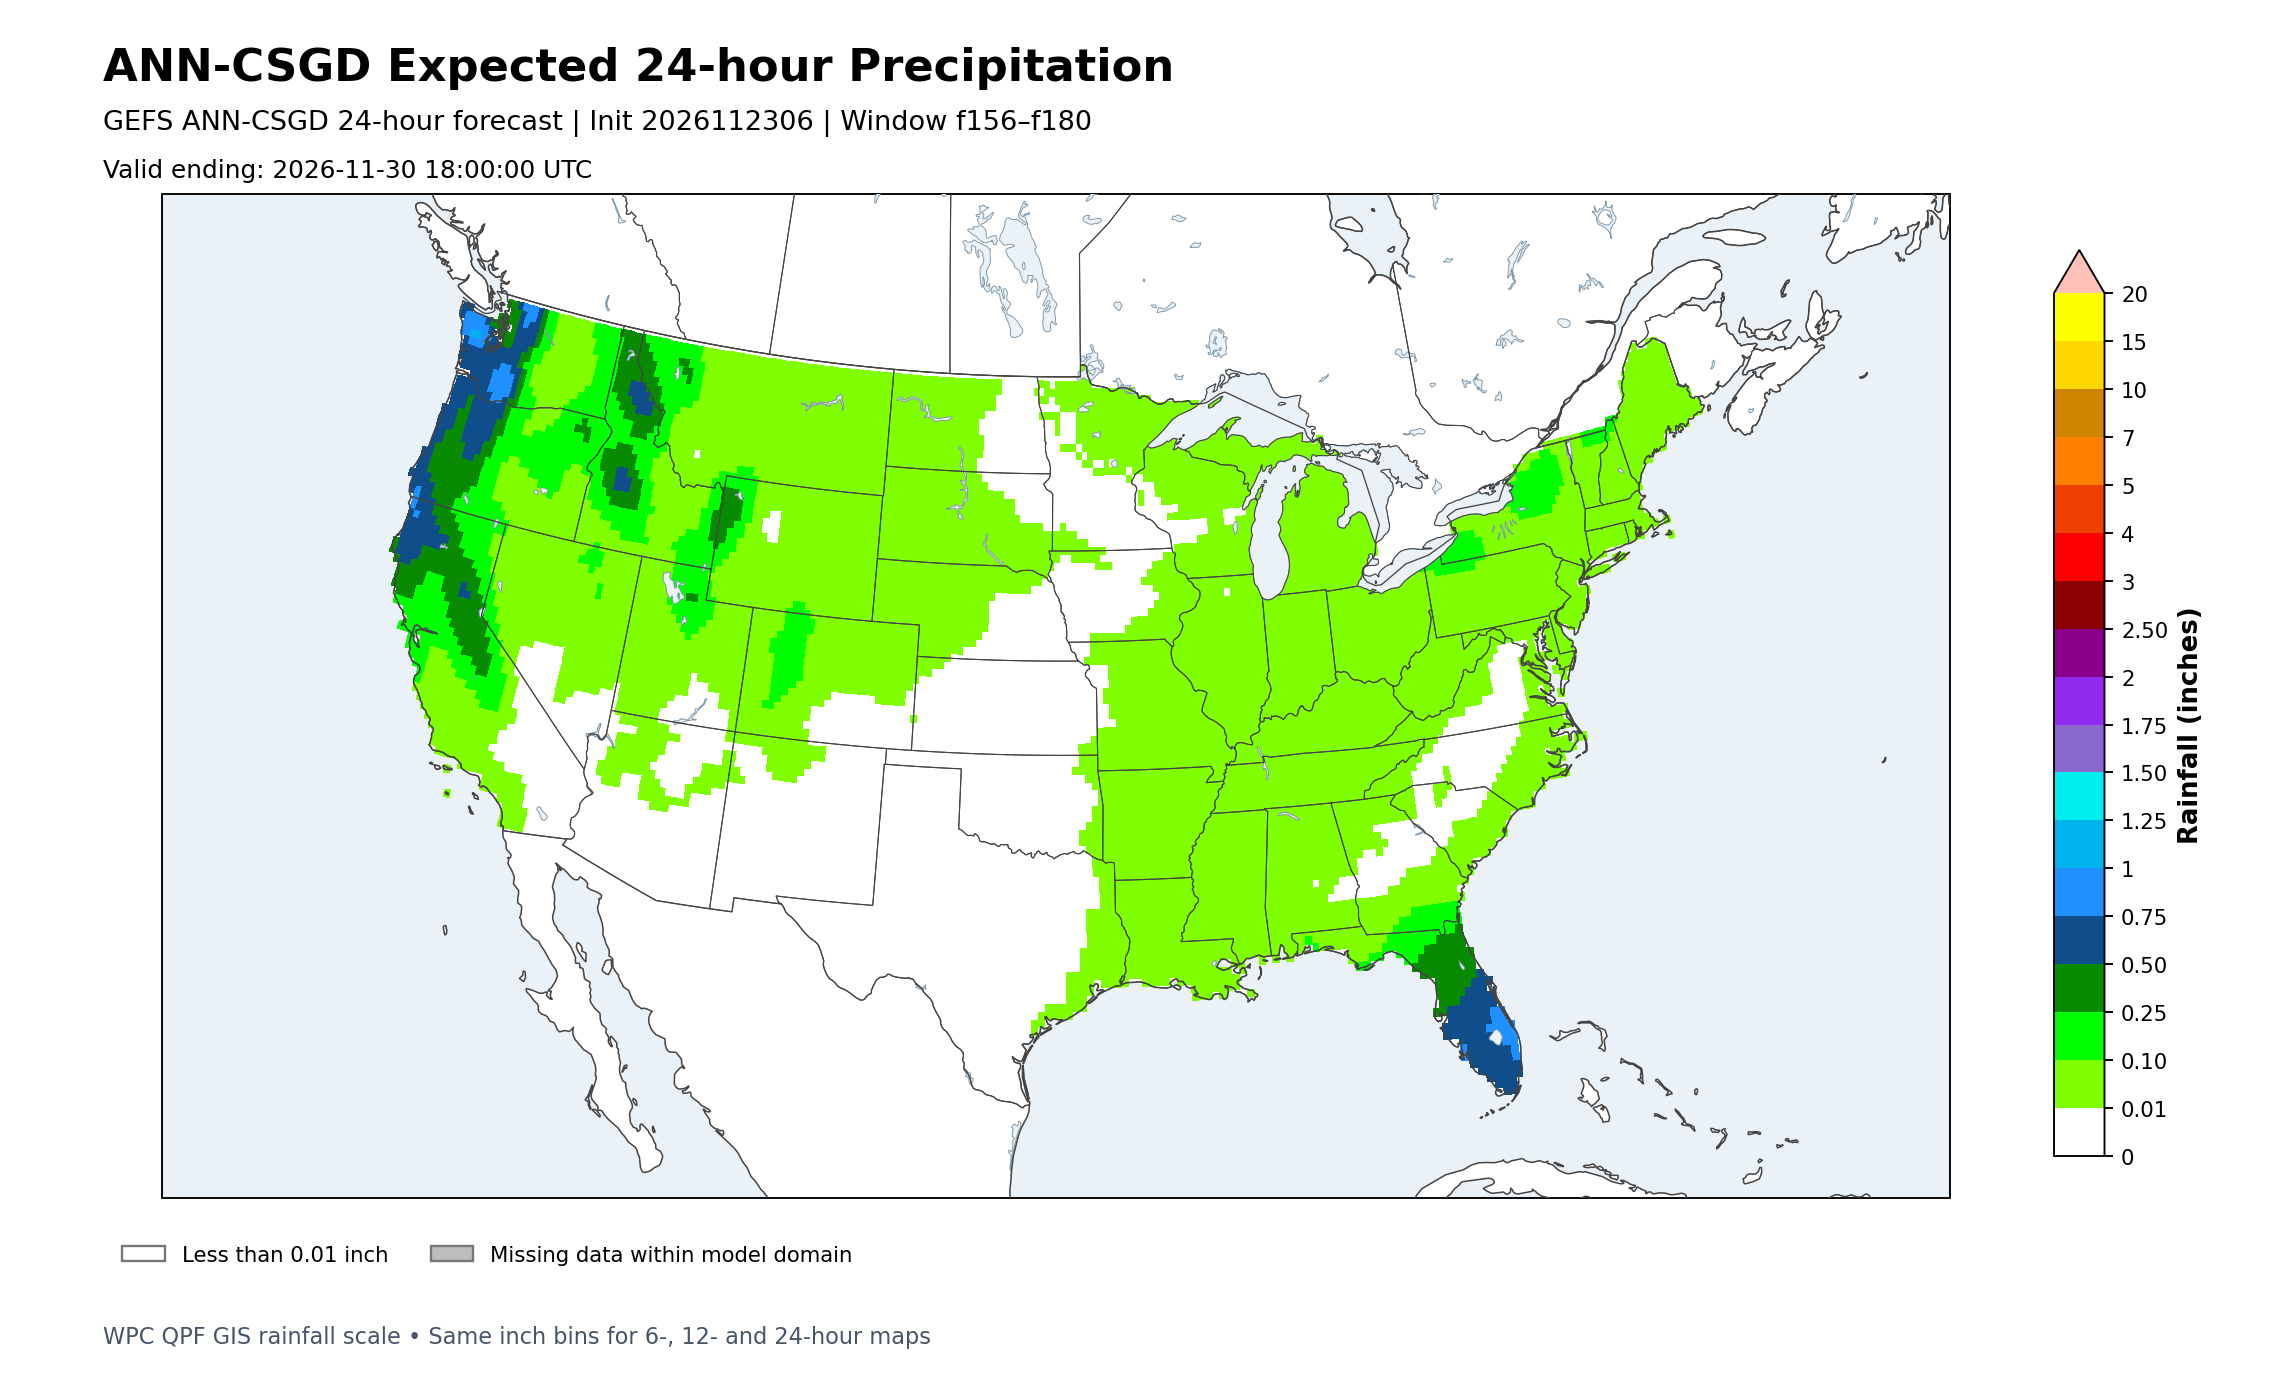 ANN-CSGD Expected 24-hour Precipitation
GEFS ANN-CSGD 24-hour forecast | Init 2026112306 | Window f156–f180
Valid ending: 2026-11-30 18:00:00 UTC
20
15
10
7
5
4
3
2.50
2
1.75
1.50
1.25
1
0.75
0.50
0.25
0.10
0.01
0
Rainfall (inches)
Less than 0.01 inch
Missing data within model domain
WPC QPF GIS rainfall scale • Same inch bins for 6-, 12- and 24-hour maps